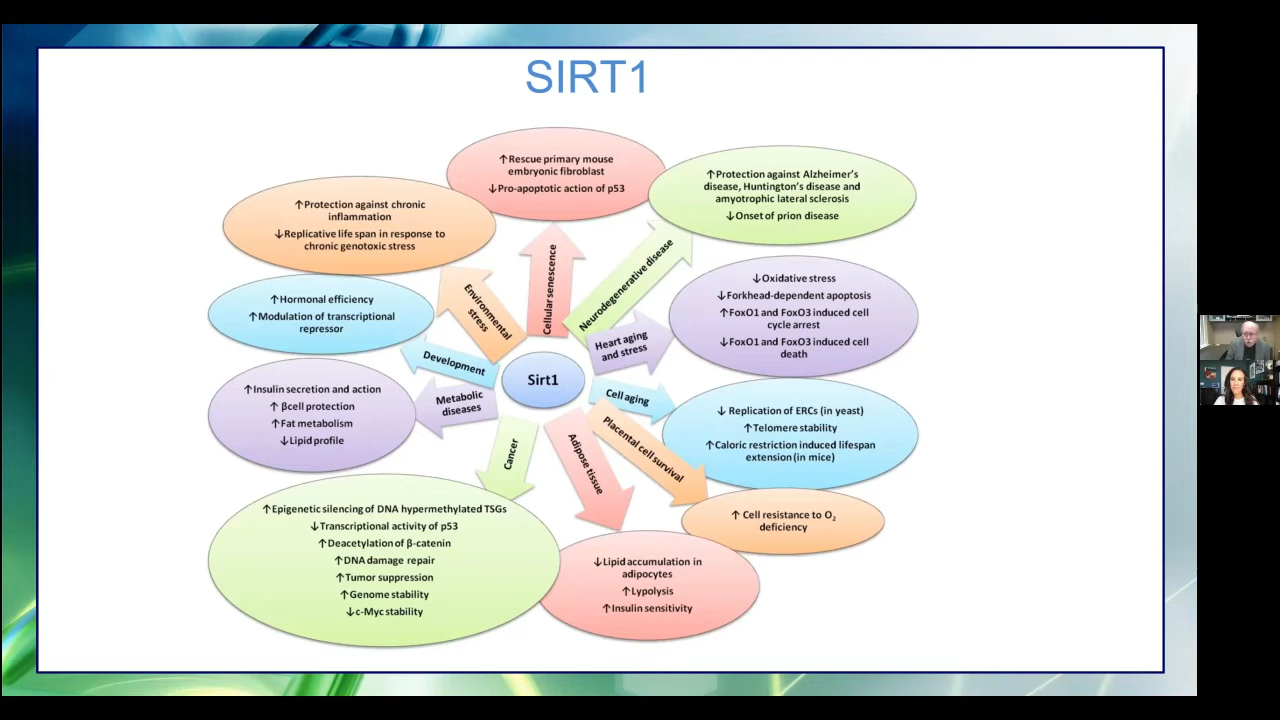 SIRT1
↑Rescue primary mouse
embryonic fibroblast
↓Pro-apoptotic action of p53
↑Protection against Alzheimer's
disease, Huntington's disease and
amyotrophic lateral sclerosis
↓Onset of prion disease
↑Protection against chronic
inflammation
↓Replicative life span in response to
chronic genotoxic stress
↓Oxidative stress
↓Forkhead-dependent apoptosis
↑FoxO1 and FoxO3 induced cell
cycle arrest
↓FoxO1 and FoxO3 induced cell
death
↑Hormonal efficiency
↑Modulation of transcriptional
repressor
Environmental
stress
Cellular senescence
Neurodegenerative disease
Heart aging
and stress
Development
Sirt1
Metabolic
diseases
Cell aging
Cancer
Adipose tissue
Placental cell survival
↑Insulin secretion and action
↑ βcell protection
↑Fat metabolism
↓Lipid profile
↓ Replication of ERCs (in yeast)
↑Telomere stability
↑Caloric restriction induced lifespan
extension (in mice)
↑Epigenetic silencing of DNA hypermethylated TSGs
↓Transcriptional activity of p53
↑Deacetylation of β-catenin
↑DNA damage repair
↑Tumor suppression
↑Genome stability
↓c-Myc stability
↑ Cell resistance to O₂
deficiency
↓Lipid accumulation in
adipocytes
↑Lypolysis
↑Insulin sensitivity